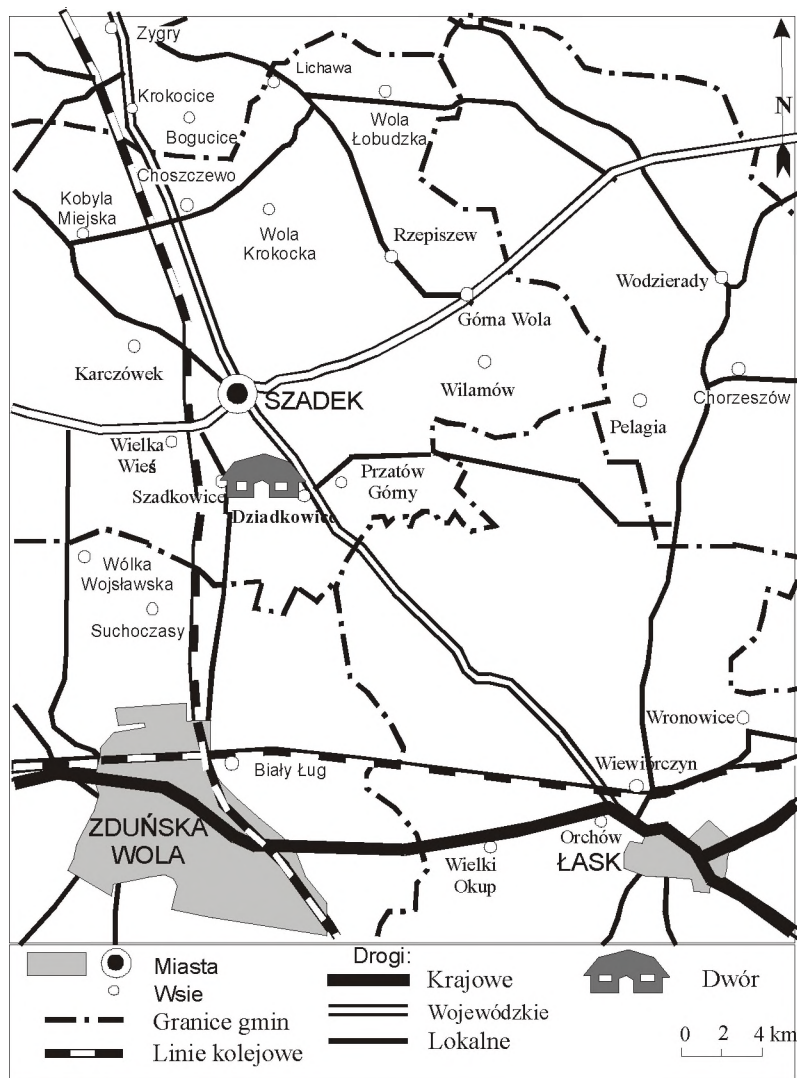 Zygry
Lichawa
Krokocice
Bogucice
Wola
Łobudzka
N
Choszczewo
Kobyla
Miejska
Wola
Krokocka
Rzepiszew
Wodzierady
Górna Wola
Karczówek
Wilamów
SZADEK
Chorzeszów
Pelagia
Wielka
Wieś
Przatów
Górny
Szadkowice
Dziadkowice
Wólka
Wojsławska
Suchoczasy
Wronowice
Wiewiórczyn
Biały Ług
ZDUŃSKA
WOLA
Orchów
ŁASK
Wielki
Okup
Miasta
Wsie
Granice gmin
Linie kolejowe
Drogi:
Krajowe
Wojewódzkie
Lokalne
Dwór
0 2 4 km